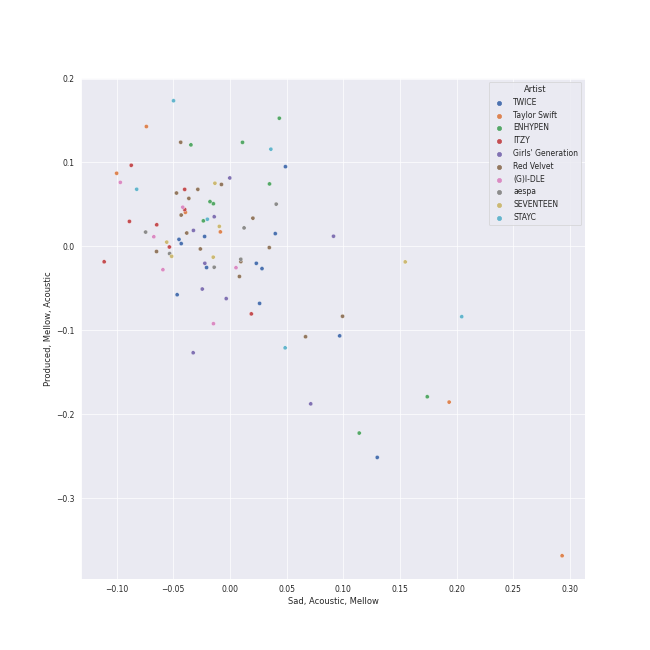 0.2
0.1
0.0
−0.1
−0.2
−0.3
Produced, Mellow, Acoustic
−0.10
−0.05
0.00
0.05
0.10
0.15
0.20
0.25
0.30
Sad, Acoustic, Mellow
Artist
TWICE
Taylor Swift
ENHYPEN
ITZY
Girls' Generation
Red Velvet
(G)I-DLE
aespa
SEVENTEEN
STAYC